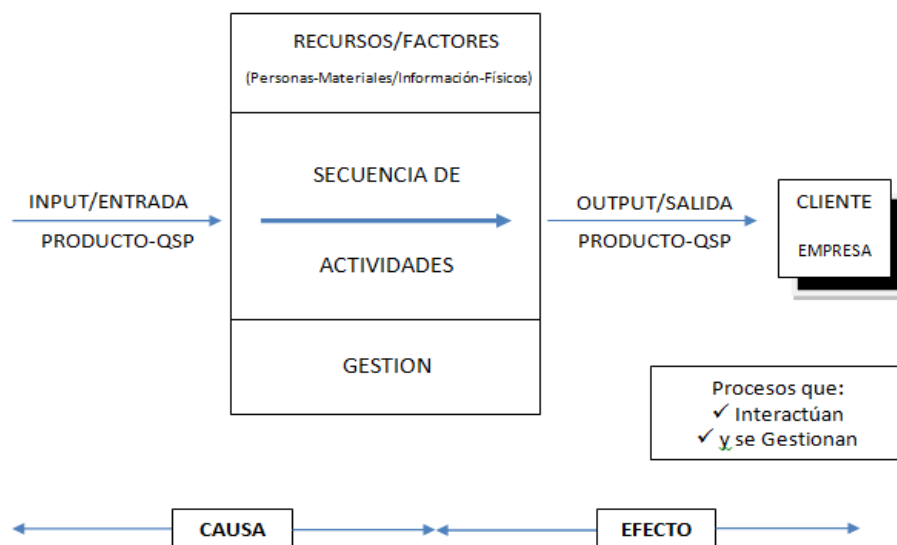 RECURSOS/FACTORES
(Personas-Materiales/Información-Físicos)
INPUT/ENTRADA
PRODUCTO-QSP
SECUENCIA DE
ACTIVIDADES
GESTION
OUTPUT/SALIDA
PRODUCTO-QSP
CLIENTE
EMPRESA
Procesos que:
✓ Interactúan
✓ y se Gestionan
CAUSA
EFECTO